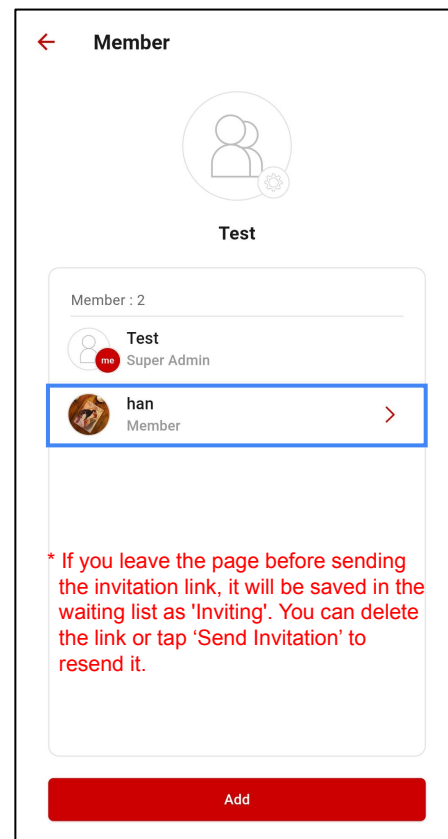 Member
Test
Member : 2
Test
me
Super Admin
han
Member
* If you leave the page before sending
the invitation link, it will be saved in the
waiting list as 'Inviting'. You can delete
the link or tap ‘Send Invitation’ to
resend it.
Add